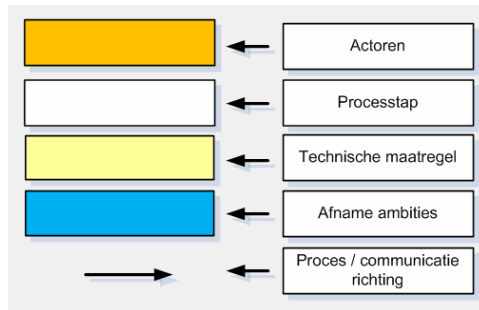 Actoren
Processtap
Technische maatregel
Afname ambities
Proces / communicatie
richting